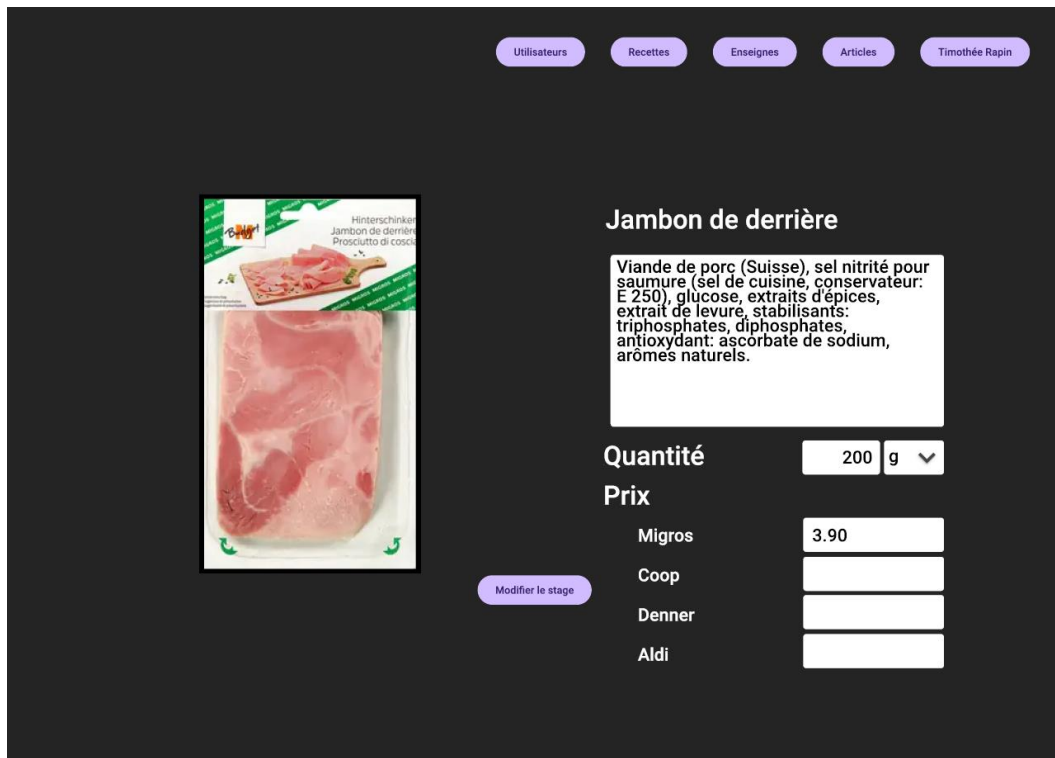 Utilisateurs
Recettes
Enseignes
Articles
Timothée Rapin
Hinterschinken
Jambon de derrière
Prosciutto di coscia
Jambon de derrière
Viande de porc (Suisse), sel nitrité pour
saumure (sel de cuisine, conservateur:
E 250), glucose, extraits d'épices,
extrait de levure, stabilisants:
triphosphates, diphosphates,
antioxydant: ascorbate de sodium,
arômes naturels.
Quantité
200 g
Prix
Migros 3.90
Coop
Modifier le stage
Denner
Aldi